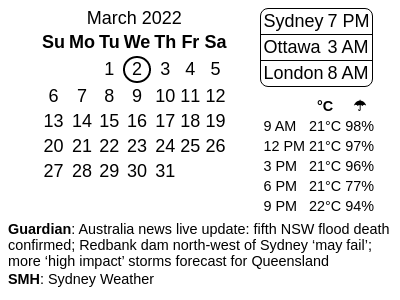 March 2022
Su Mo Tu We Th Fr Sa
1 2 3 4 5
6 7 8 9 10 11 12
13 14 15 16 17 18 19
20 21 22 23 24 25 26
27 28 29 30 31
Sydney 7 PM
Ottawa 3 AM
London 8 AM
°C ☂
9 AM 21°C 98%
12 PM 21°C 97%
3 PM 21°C 96%
6 PM 21°C 77%
9 PM 22°C 94%
Guardian: Australia news live update: fifth NSW flood death
confirmed; Redbank dam north-west of Sydney ‘may fail’;
more ‘high impact’ storms forecast for Queensland
SMH: Sydney Weather